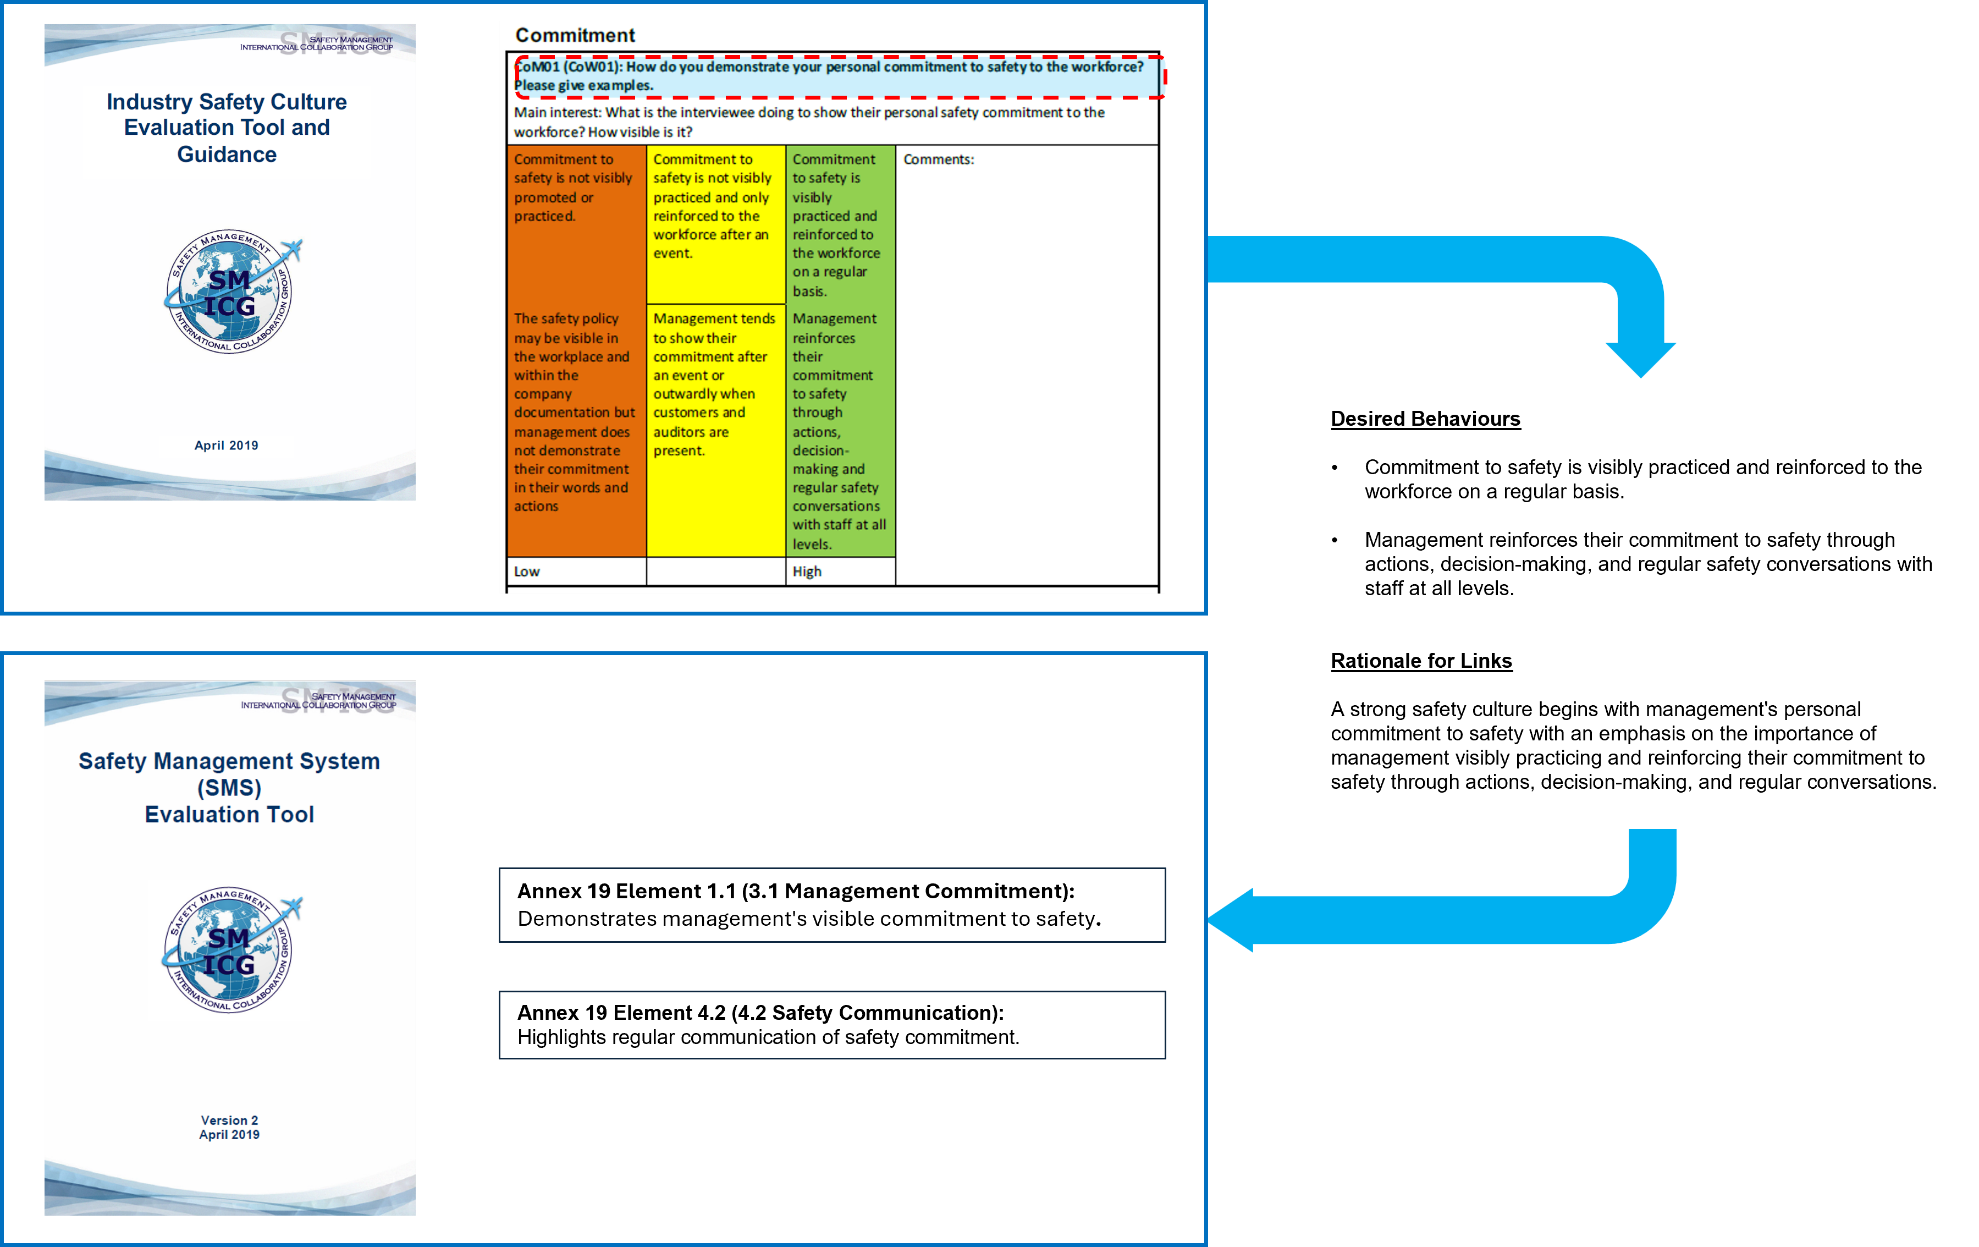 SAFETY MANAGEMENT
INTERNATIONAL COLLABORATION GROUP
SM ICG
Industry Safety Culture
Evaluation Tool and
Guidance
SAFETY MANAGEMENT
SM
ICG
INTERNATIONAL COLLABORATION GROUP
April 2019
Commitment
CoM01 (CoW01): How do you demonstrate your personal commitment to safety to the workforce?
Please give examples.
Main interest: What is the interviewee doing to show their personal safety commitment to the
workforce? How visible is it?
Commitment to
safety is not visibly
promoted or
practiced.
Commitment to
safety is not visibly
practiced and only
reinforced to the
workforce after an
event.
Commitment
to safety is
visibly
practiced and
reinforced to
the workforce
on a regular
basis.
Comments:
The safety policy
may be visible in
the workplace and
within the
company
documentation but
management does
not demonstrate
their commitment
in their words and
actions
Management tends
to show their
commitment after
an event or
outwardly when
customers and
auditors are
present.
Management
reinforces
their
commitment
to safety
through
actions,
decision-
making and
regular safety
conversations
with staff at all
levels.
Low
High
Desired Behaviours
• Commitment to safety is visibly practiced and reinforced to the
workforce on a regular basis.
• Management reinforces their commitment to safety through
actions, decision-making, and regular safety conversations with
staff at all levels.
Rationale for Links
A strong safety culture begins with management's personal
commitment to safety with an emphasis on the importance of
management visibly practicing and reinforcing their commitment to
safety through actions, decision-making, and regular conversations.
SAFETY MANAGEMENT
INTERNATIONAL COLLABORATION GROUP
SM ICG
Safety Management System
(SMS)
Evaluation Tool
SAFETY MANAGEMENT
SM
ICG
INTERNATIONAL COLLABORATION GROUP
Version 2
April 2019
Annex 19 Element 1.1 (3.1 Management Commitment):
Demonstrates management's visible commitment to safety.
Annex 19 Element 4.2 (4.2 Safety Communication):
Highlights regular communication of safety commitment.